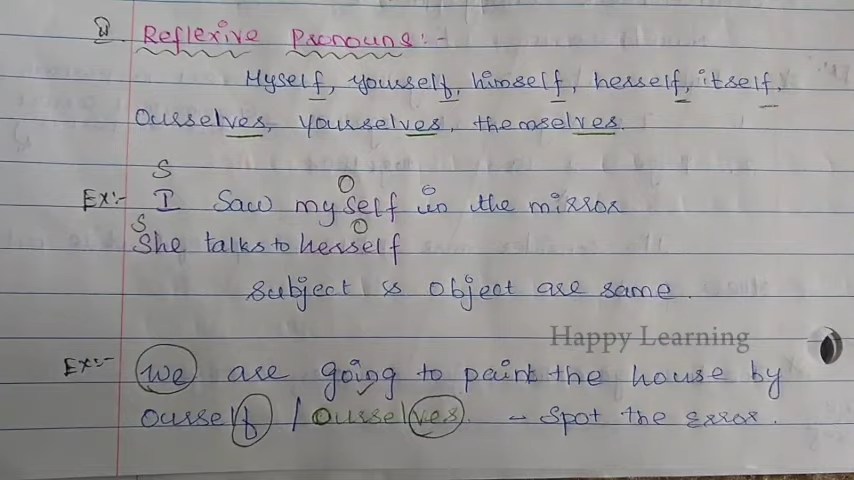 Reflexive Pronouns:-
Myself, yourself, himself, herself, itself,
Ourselves, yourselves, themselves.
S
O
Ex:- I saw myself in the mirror
S
O
She talks to herself
subject & object are same.
Happy Learning
Ex:- We are going to paint the house by
ourself / ourselves. - Spot the Error.